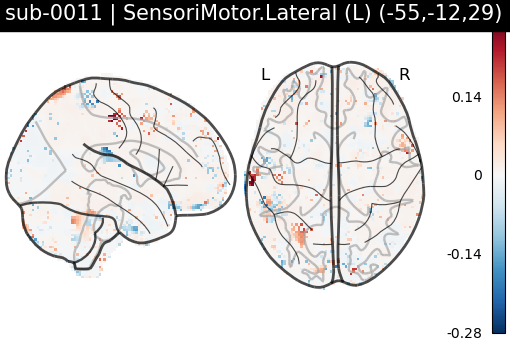 sub-0011 | SensoriMotor.Lateral (L) (-55,-12,29)
L
R
0.14
0
-0.14
-0.28